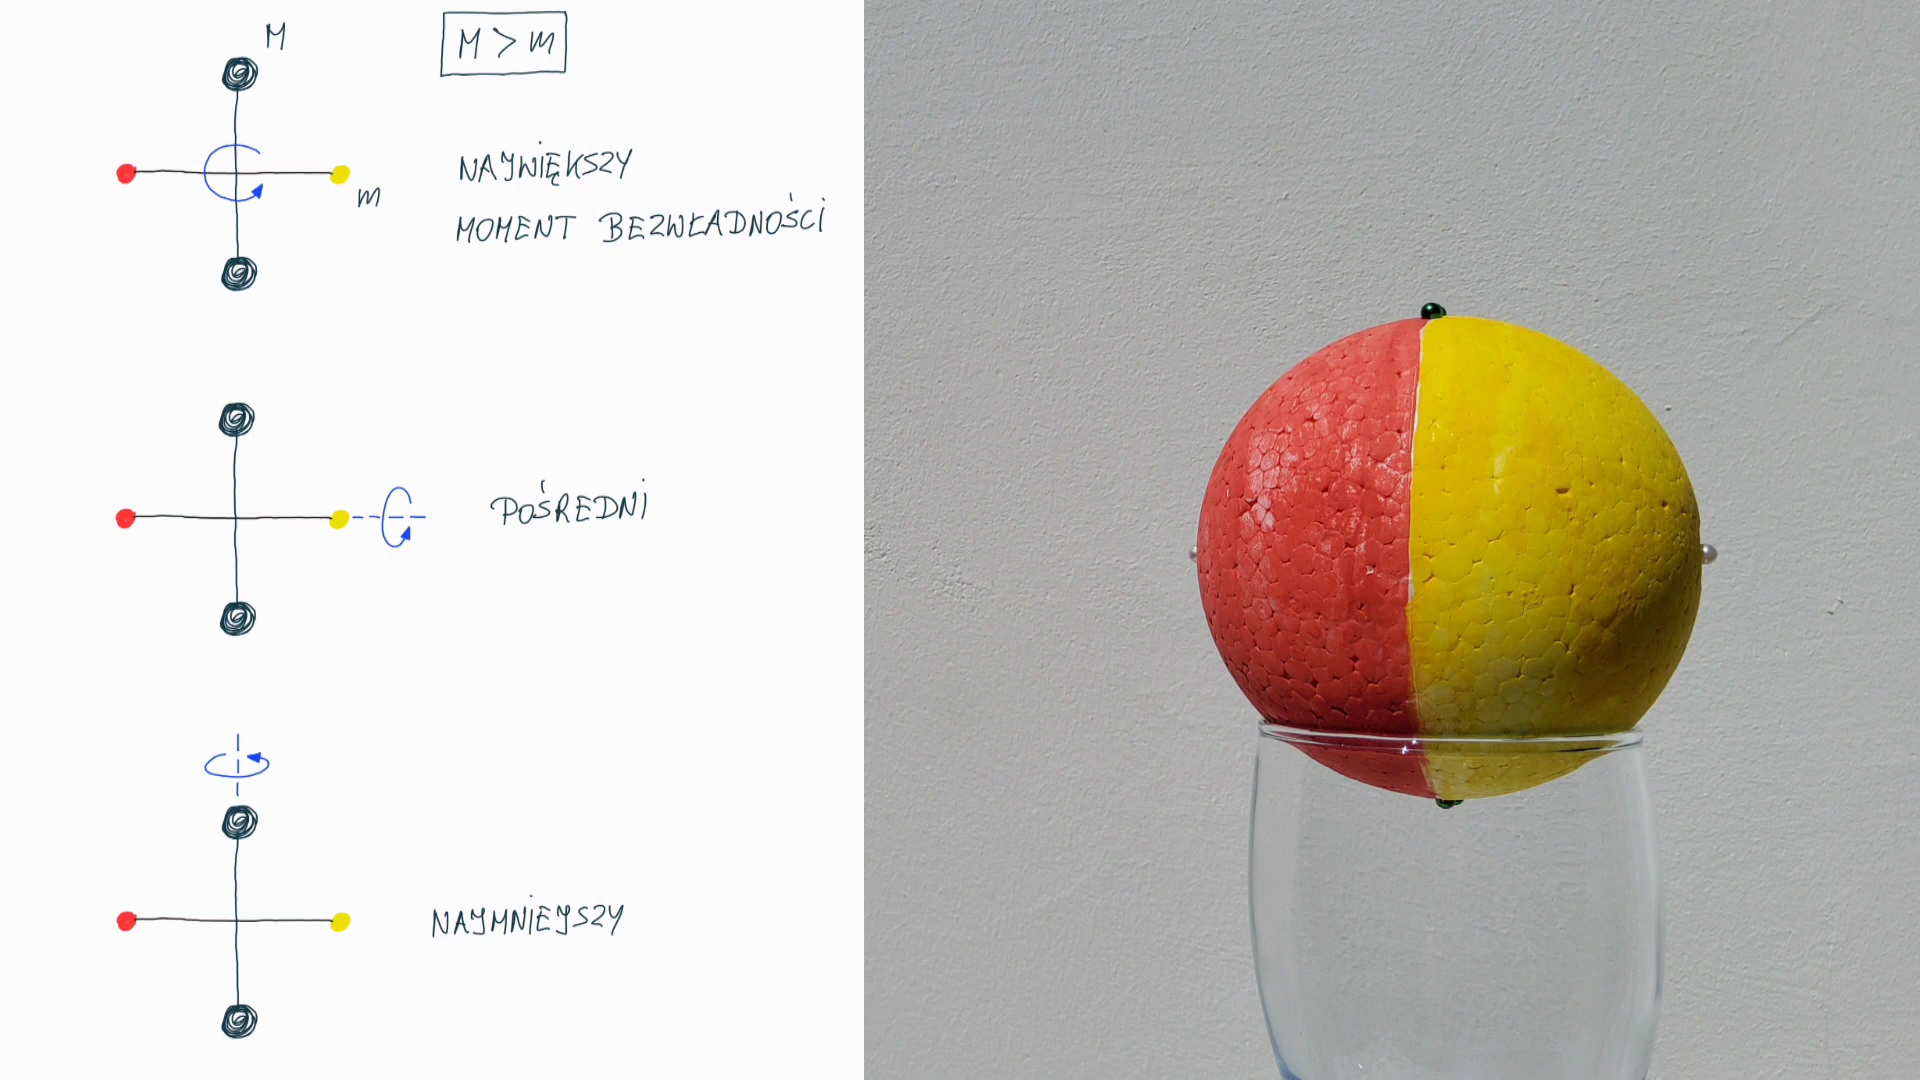 M
M > m
m
NAJWIĘKSZY
MOMENT BEZWŁADNOŚCI
POŚREDNI
NAJMNIEJSZY